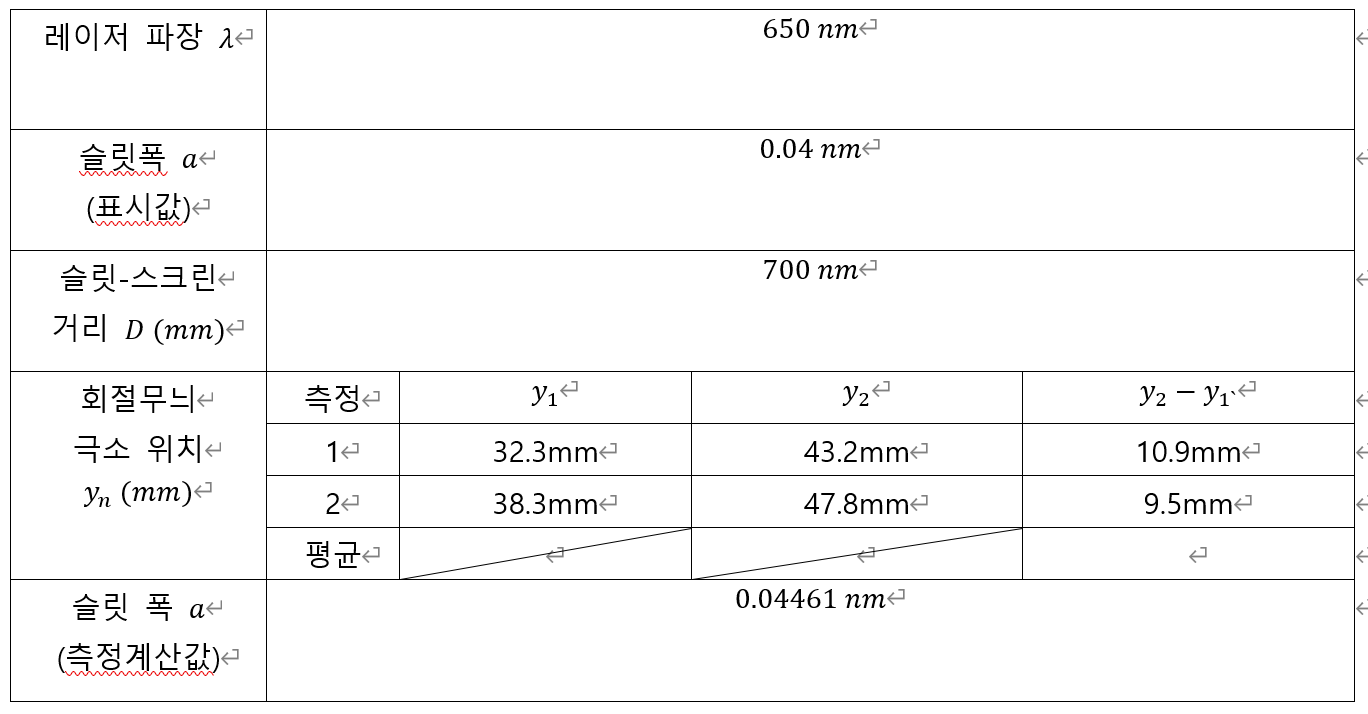 레이저 파장 λ
650 nm
슬릿폭 a
(표시값)
0.04 nm
슬릿-스크린
거리 D (mm)
700 nm
회절무늬
극소 위치
yₙ (mm)
측정 y₁ y₂ y₂ − y₁`
1 32.3mm 43.2mm 10.9mm
2 38.3mm 47.8mm 9.5mm
평균
슬릿 폭 a
(측정계산값)
0.04461 nm